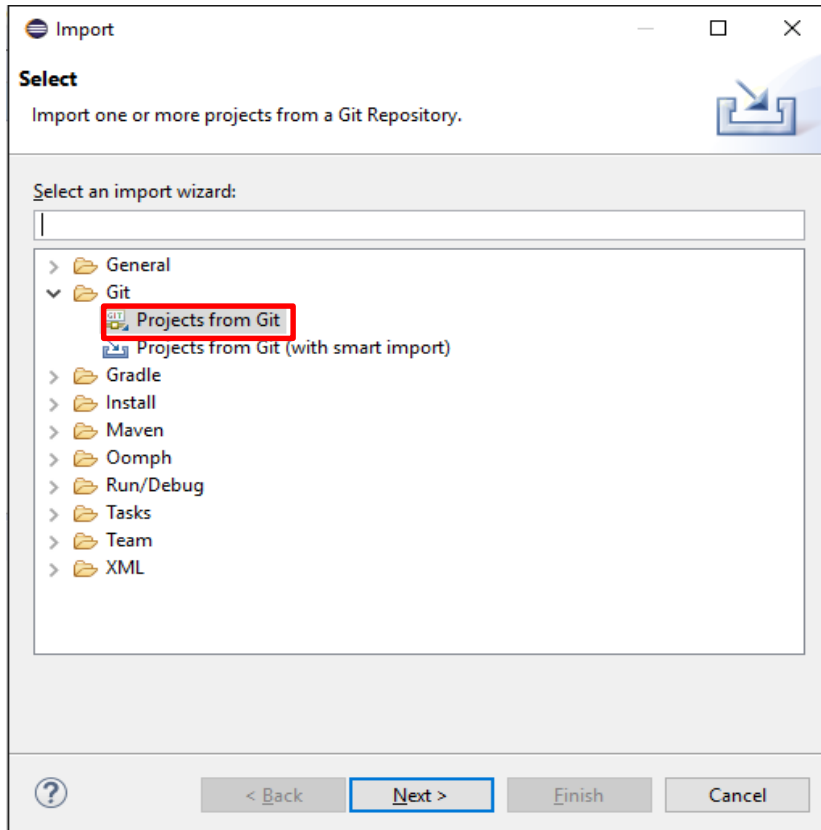 Import
Select
Import one or more projects from a Git Repository.
Select an import wizard:
General
Git
Projects from Git
Projects from Git (with smart import)
Gradle
Install
Maven
Oomph
Run/Debug
Tasks
Team
XML
? < Back Next > Finish Cancel